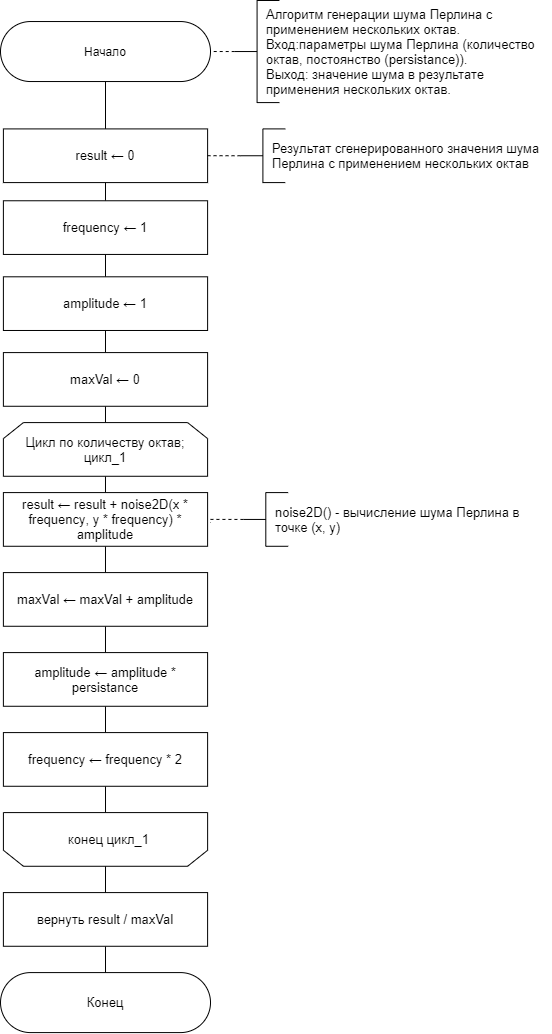 Начало
Алгоритм генерации шума Перлина с
применением нескольких октав.
Вход:параметры шума Перлина (количество
октав, постоянство (persistance)).
Выход: значение шума в результате
применения нескольких октав.
result ← 0
Результат сгенерированного значения шума
Перлина с применением нескольких октав
frequency ← 1
amplitude ← 1
maxVal ← 0
Цикл по количеству октав;
цикл_1
result ← result + noise2D(x *
frequency, y * frequency) *
amplitude
noise2D() - вычисление шума Перлина в
точке (x, y)
maxVal ← maxVal + amplitude
amplitude ← amplitude *
persistance
frequency ← frequency * 2
конец цикл_1
вернуть result / maxVal
Конец